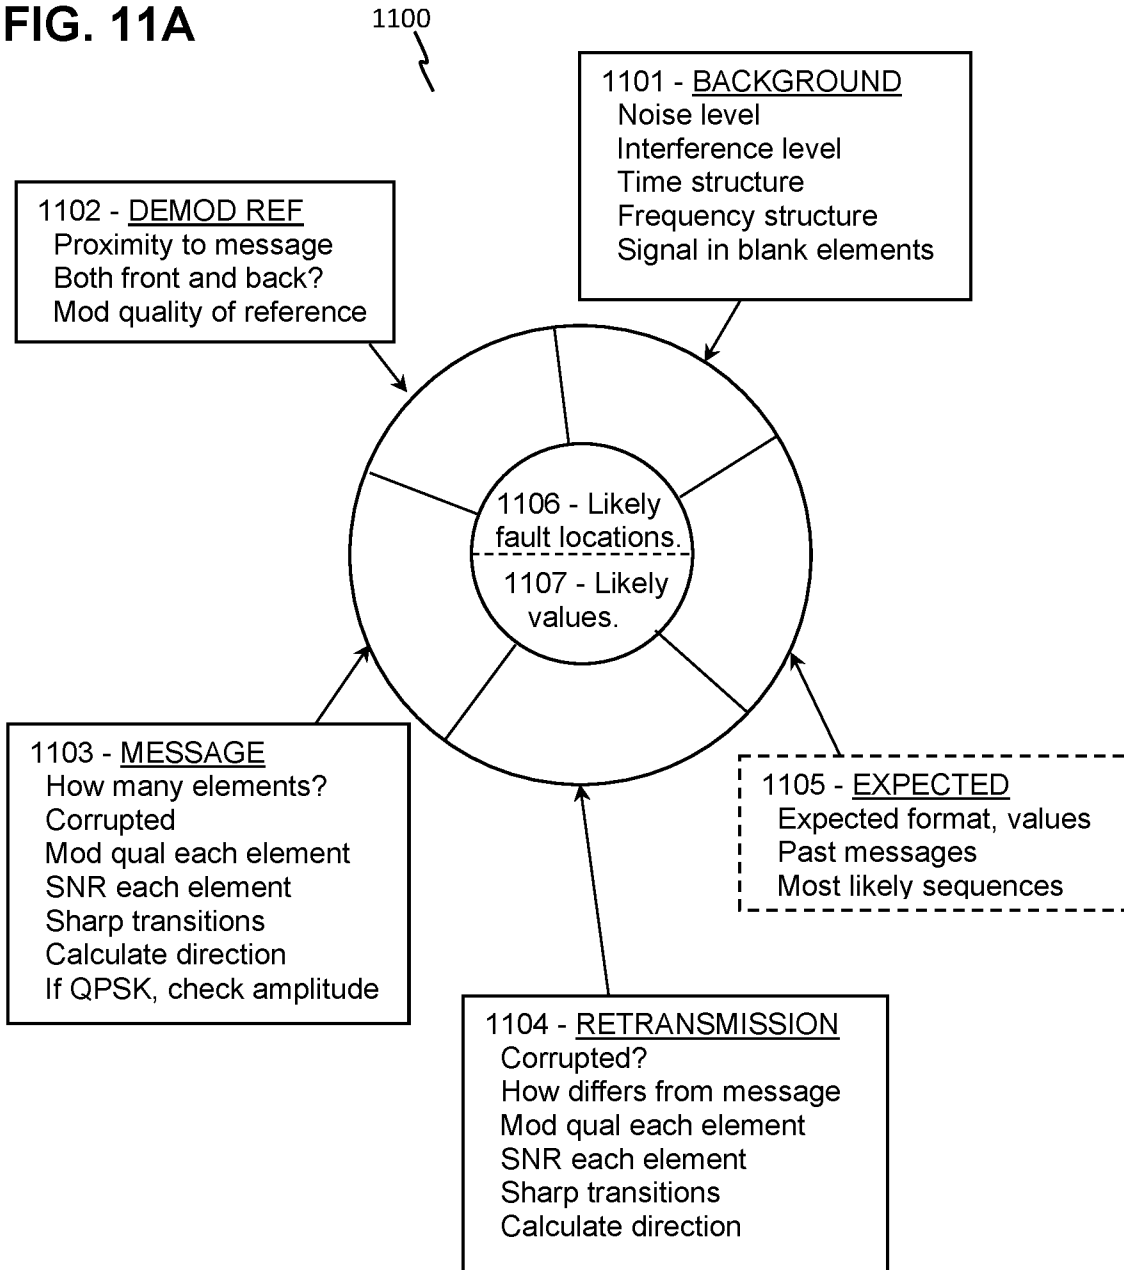 FIG. 11A
1100
1101 - BACKGROUND
Noise level
Interference level
Time structure
Frequency structure
Signal in blank elements
1102 - DEMOD REF
Proximity to message
Both front and back?
Mod quality of reference
1106 - Likely
fault locations.
1107 - Likely
values.
1103 - MESSAGE
How many elements?
Corrupted
Mod qual each element
SNR each element
Sharp transitions
Calculate direction
If QPSK, check amplitude
1105 - EXPECTED
Expected format, values
Past messages
Most likely sequences
1104 - RETRANSMISSION
Corrupted?
How differs from message
Mod qual each element
SNR each element
Sharp transitions
Calculate direction